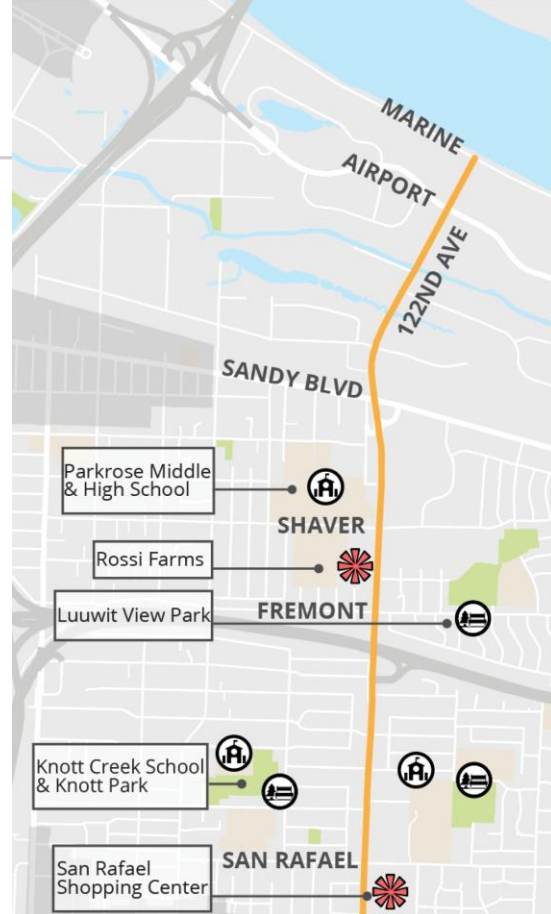 MARINE
AIRPORT
122ND AVE
SANDY BLVD
Parkrose Middle
& High School
SHAVER
Rossi Farms
Luuwit View Park
FREMONT
Knott Creek School
& Knott Park
SAN RAFAEL
San Rafael
Shopping Center